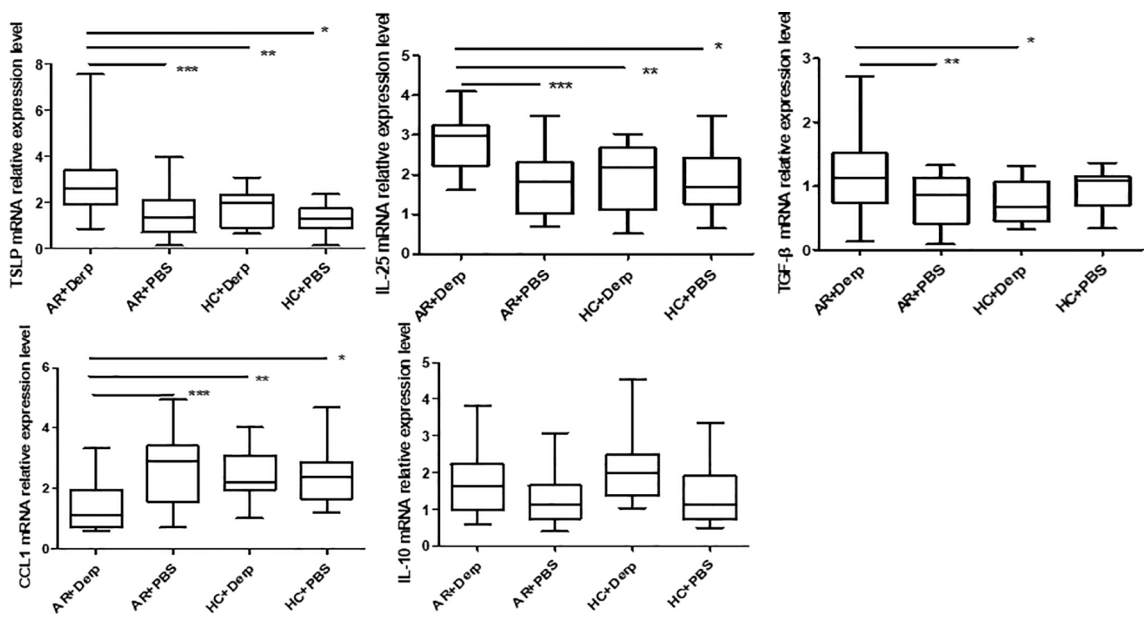 TSLP mRNA relative expression level
8
6
4
2
0
*
**
***
AR+Derp
AR+PBS
HC+Derp
HC+PBS
IL-25 mRNA relative expression level
5
4
3
2
1
0
*
**
***
AR+Derp
AR+PBS
HC+Derp
HC+PBS
TGF-β mRNA relative expression level
3
2
1
0
*
**
AR+Derp
AR+PBS
HC+Derp
HC+PBS
CCL1 mRNA relative expression level
6
4
2
0
*
**
***
AR+Derp
AR+PBS
HC+Derp
HC+PBS
IL-10 mRNA relative expression level
5
4
3
2
1
0
AR+Derp
AR+PBS
HC+Derp
HC+PBS